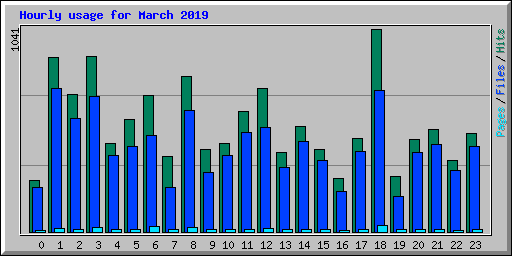 Hourly usage for March 2019
1041
Pages/Files/Hits
0 1 2 3 4 5 6 7 8 9 10 11 12 13 14 15 16 17 18 19 20 21 22 23